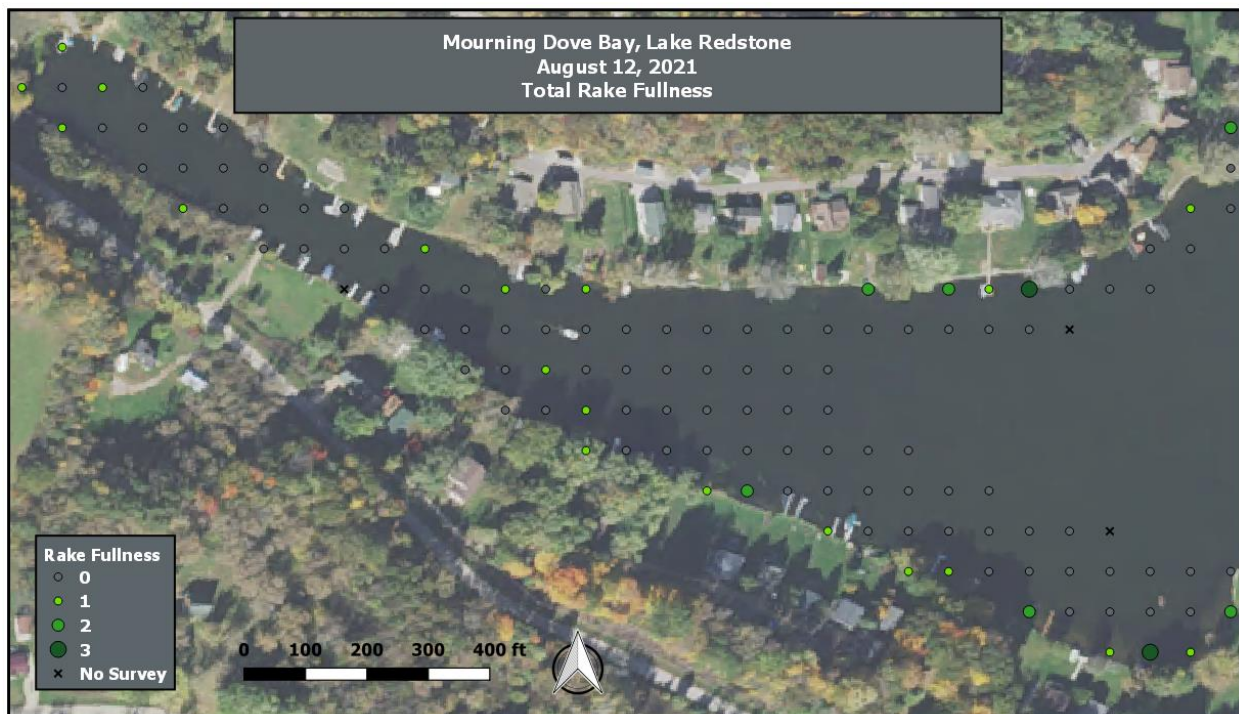 Mourning Dove Bay, Lake Redstone
August 12, 2021
Total Rake Fullness
Rake Fullness
0
1
2
3
No Survey
0 100 200 300 400 ft